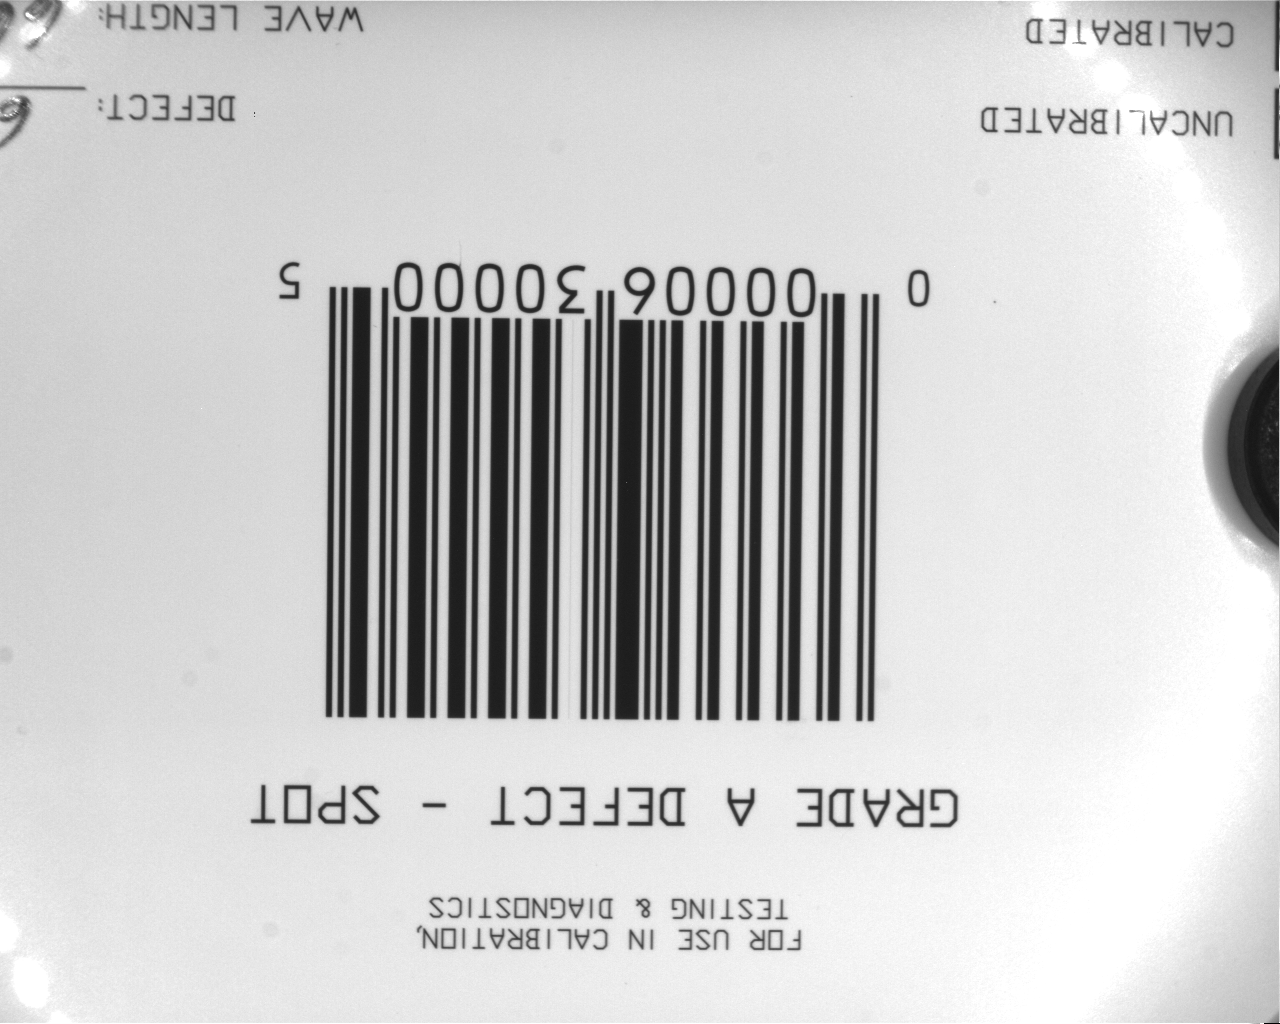 FOR USE IN CALIBRATION,
TESTING & DIAGNOSTICS
GRADE A DEFECT - SPOT
0 00006 30000 5
UNCALIBRATED DEFECT:
CALIBRATED WAVE LENGTH: